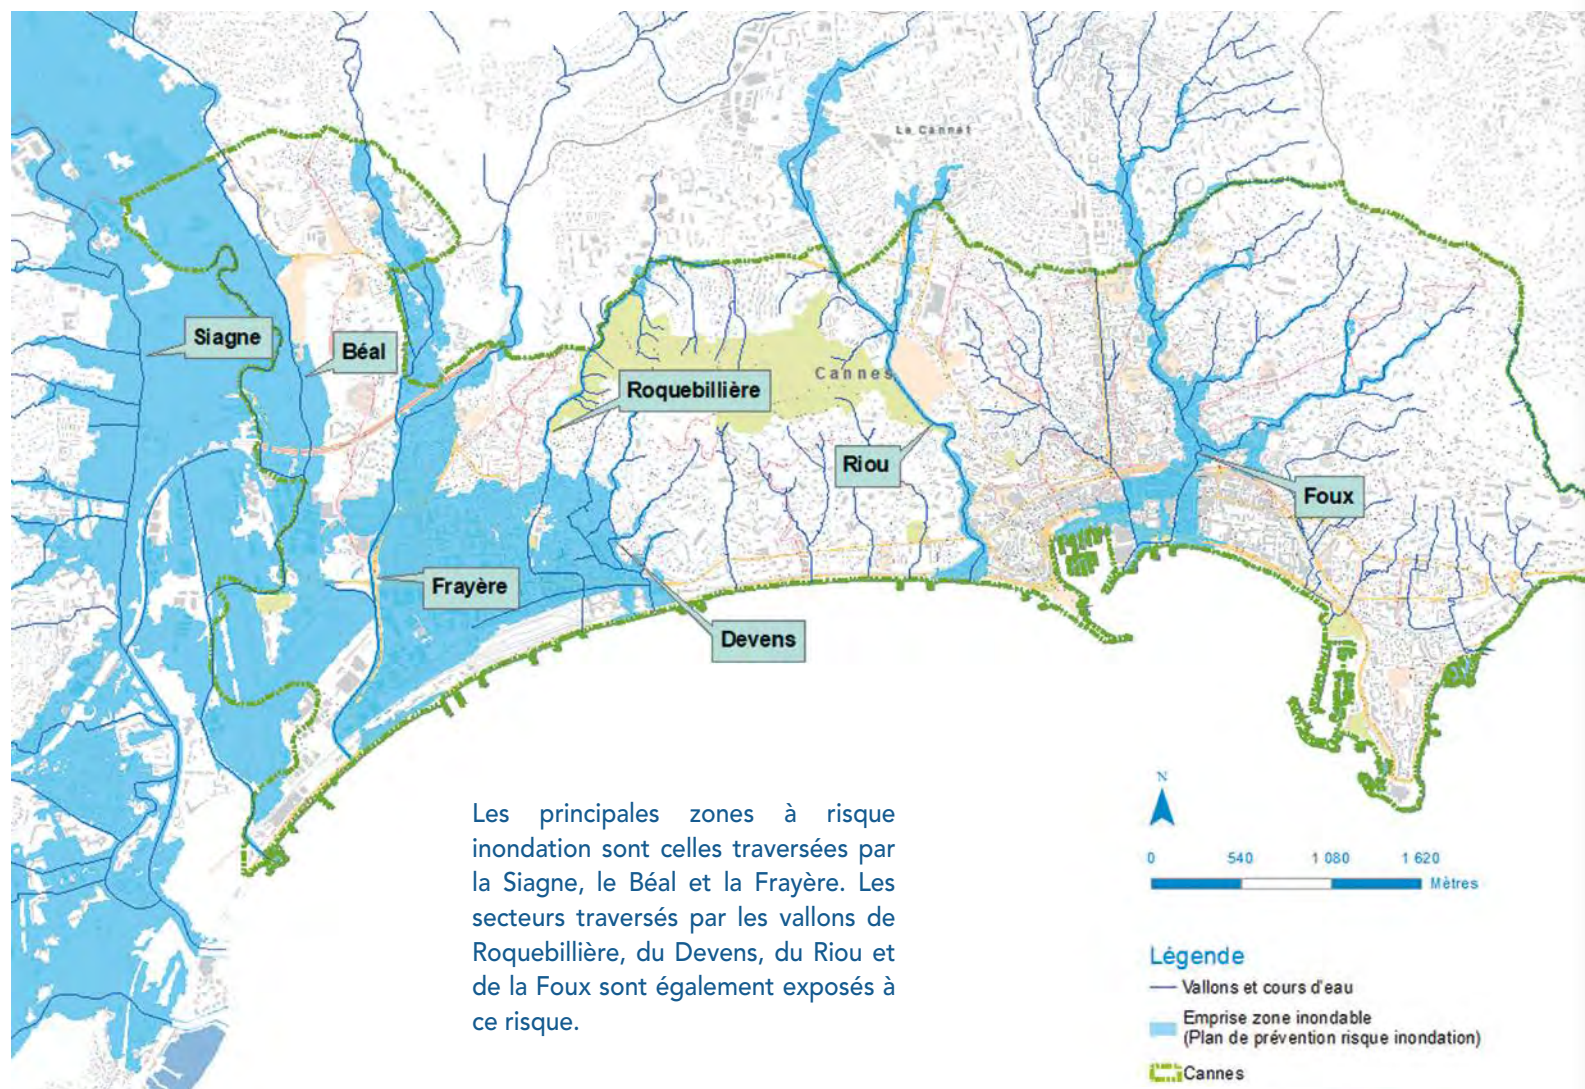 Le Cannet
Siagne
Béal
Roquebillière
Cannes
Riou
Foux
Frayère
Devens
Les principales zones à risque
inondation sont celles traversées par
la Siagne, le Béal et la Frayère. Les
secteurs traversés par les vallons de
Roquebillière, du Devens, du Riou et
de la Foux sont également exposés à
ce risque.
N
0 540 1 080 1 620
Mètres
Légende
Vallons et cours d'eau
Emprise zone inondable
(Plan de prévention risque inondation)
Cannes